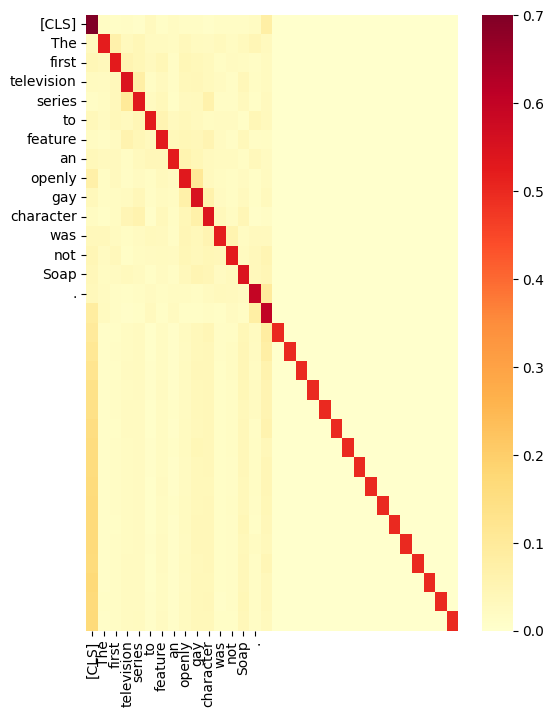 [CLS]
The
first
television
series
to
feature
an
openly
gay
character
was
not
Soap
.
0.7
0.6
0.5
0.4
0.3
0.2
0.1
0.0
[CLS]
The
first
television
series
to
feature
an
openly
gay
character
was
not
Soap
.